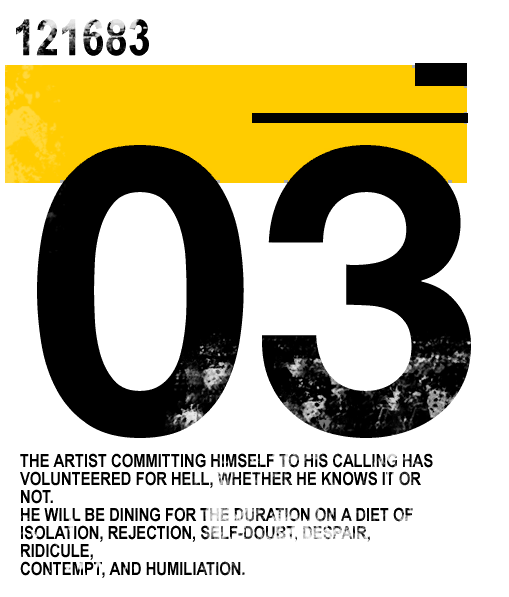 121683
03
THE ARTIST COMMITTING HIMSELF TO HIS CALLING HAS
VOLUNTEERED FOR HELL, WHETHER HE KNOWS IT OR
NOT.
HE WILL BE DINING FOR THE DURATION ON A DIET OF
ISOLATION, REJECTION, SELF-DOUBT, DESPAIR,
RIDICULE,
CONTEMPT, AND HUMILIATION.